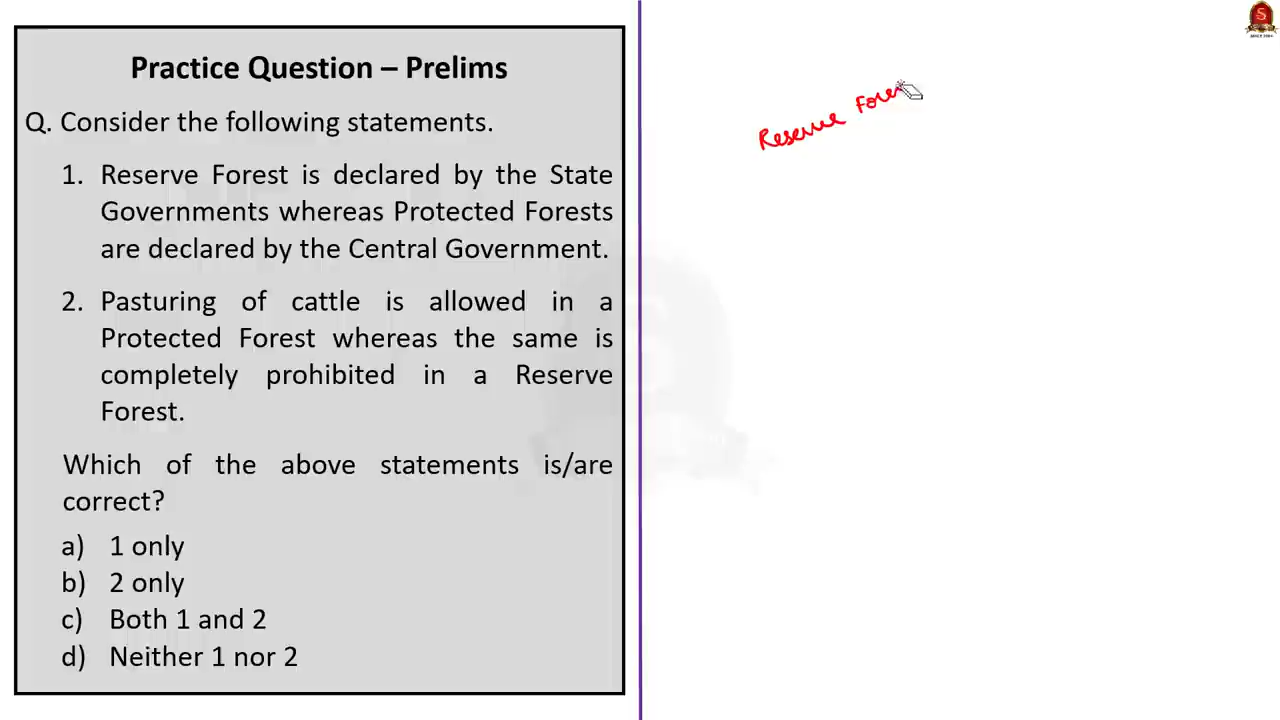 Practice Question – Prelims
Q. Consider the following statements.
1. Reserve Forest is declared by the State
Governments whereas Protected Forests
are declared by the Central Government.
2. Pasturing of cattle is allowed in a
Protected Forest whereas the same is
completely prohibited in a Reserve
Forest.
Which of the above statements is/are
correct?
a) 1 only
b) 2 only
c) Both 1 and 2
d) Neither 1 nor 2
Reserve Fore
S